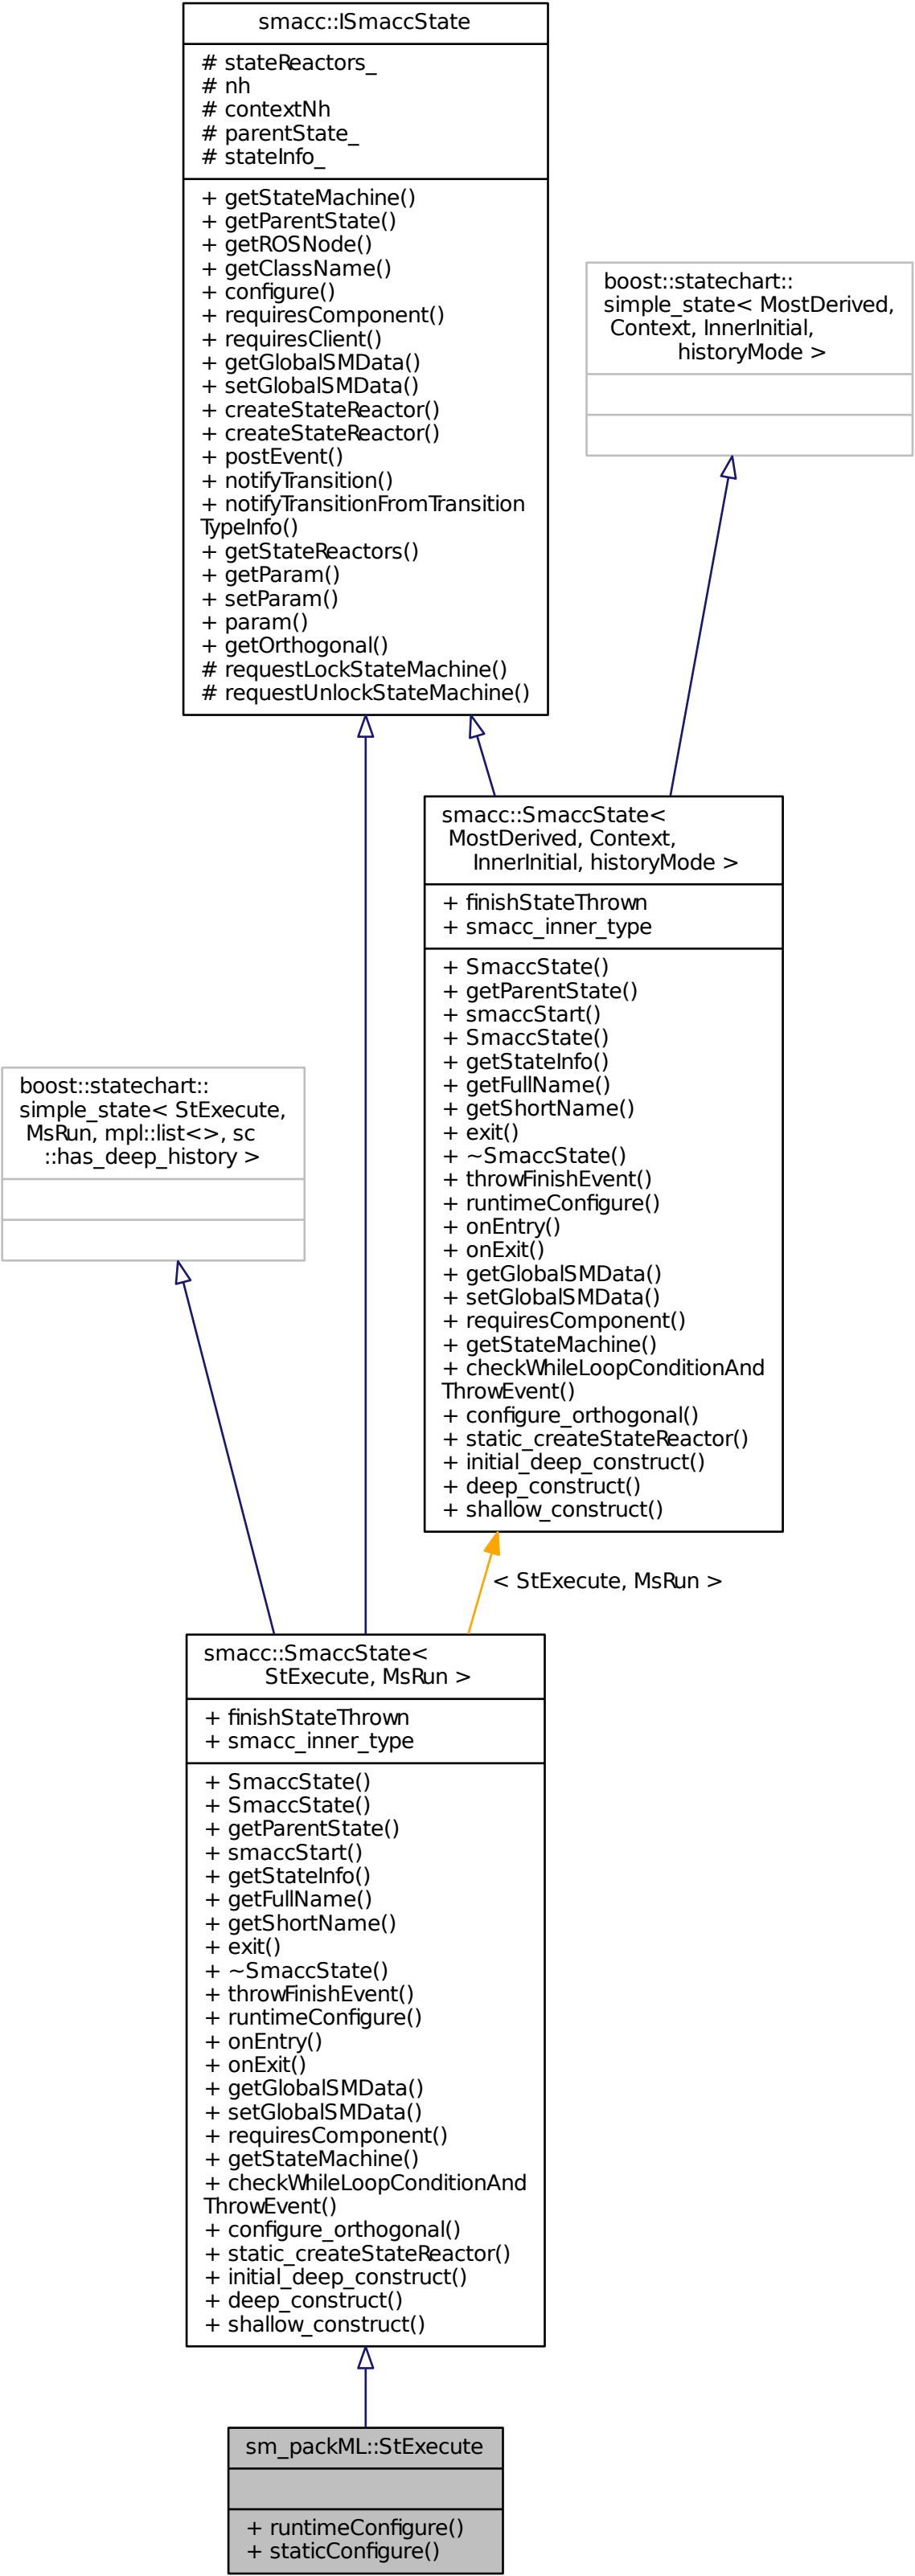 smacc::ISmaccState
# stateReactors_
# nh
# contextNh
# parentState_
# stateInfo_
+ getStateMachine()
+ getParentState()
+ getROSNode()
+ getClassName()
+ configure()
+ requiresComponent()
+ requiresClient()
+ getGlobalSMData()
+ setGlobalSMData()
+ createStateReactor()
+ createStateReactor()
+ postEvent()
+ notifyTransition()
+ notifyTransitionFromTransition
TypeInfo()
+ getStateReactors()
+ getParam()
+ setParam()
+ param()
+ getOrthogonal()
# requestLockStateMachine()
# requestUnlockStateMachine()
boost::statechart::
simple_state< MostDerived,
Context, InnerInitial,
historyMode >
smacc::SmaccState<
MostDerived, Context,
InnerInitial, historyMode >
+ finishStateThrown
+ smacc_inner_type
+ SmaccState()
+ getParentState()
+ smaccStart()
+ SmaccState()
+ getStateInfo()
+ getFullName()
+ getShortName()
+ exit()
+ ~SmaccState()
+ throwFinishEvent()
+ runtimeConfigure()
+ onEntry()
+ onExit()
+ getGlobalSMData()
+ setGlobalSMData()
+ requiresComponent()
+ getStateMachine()
+ checkWhileLoopConditionAnd
ThrowEvent()
+ configure_orthogonal()
+ static_createStateReactor()
+ initial_deep_construct()
+ deep_construct()
+ shallow_construct()
boost::statechart::
simple_state< StExecute,
MsRun, mpl::list<>, sc
::has_deep_history >
< StExecute, MsRun >
smacc::SmaccState<
StExecute, MsRun >
+ finishStateThrown
+ smacc_inner_type
+ SmaccState()
+ SmaccState()
+ getParentState()
+ smaccStart()
+ getStateInfo()
+ getFullName()
+ getShortName()
+ exit()
+ ~SmaccState()
+ throwFinishEvent()
+ runtimeConfigure()
+ onEntry()
+ onExit()
+ getGlobalSMData()
+ setGlobalSMData()
+ requiresComponent()
+ getStateMachine()
+ checkWhileLoopConditionAnd
ThrowEvent()
+ configure_orthogonal()
+ static_createStateReactor()
+ initial_deep_construct()
+ deep_construct()
+ shallow_construct()
sm_packML::StExecute
+ runtimeConfigure()
+ staticConfigure()